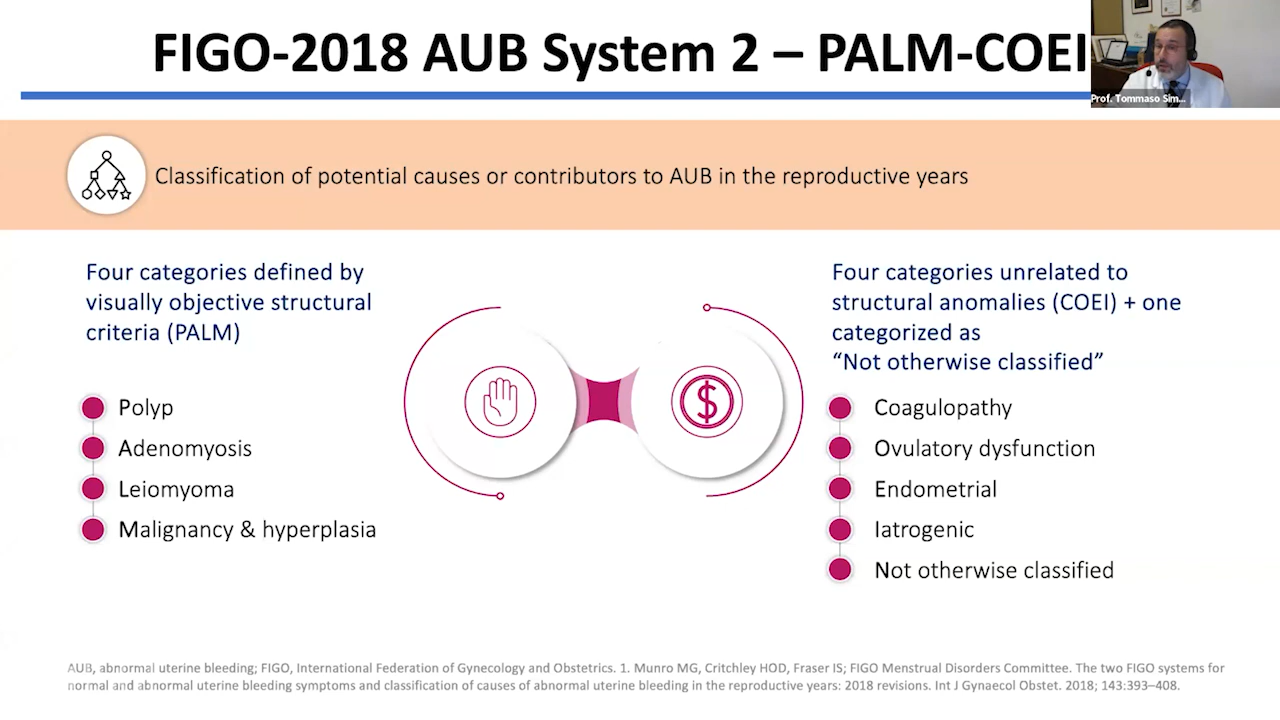 FIGO-2018 AUB System 2 – PALM-COEI
Prof. Tommaso Sim...
Classification of potential causes or contributors to AUB in the reproductive years
Four categories defined by
visually objective structural
criteria (PALM)
Polyp
Adenomyosis
Leiomyoma
Malignancy & hyperplasia
$
Four categories unrelated to
structural anomalies (COEI) + one
categorized as
“Not otherwise classified”
Coagulopathy
Ovulatory dysfunction
Endometrial
Iatrogenic
Not otherwise classified
AUB, abnormal uterine bleeding; FIGO, International Federation of Gynecology and Obstetrics. 1. Munro MG, Critchley HOD, Fraser IS; FIGO Menstrual Disorders Committee. The two FIGO systems for
normal and abnormal uterine bleeding symptoms and classification of causes of abnormal uterine bleeding in the reproductive years: 2018 revisions. Int J Gynaecol Obstet. 2018; 143:393–408.